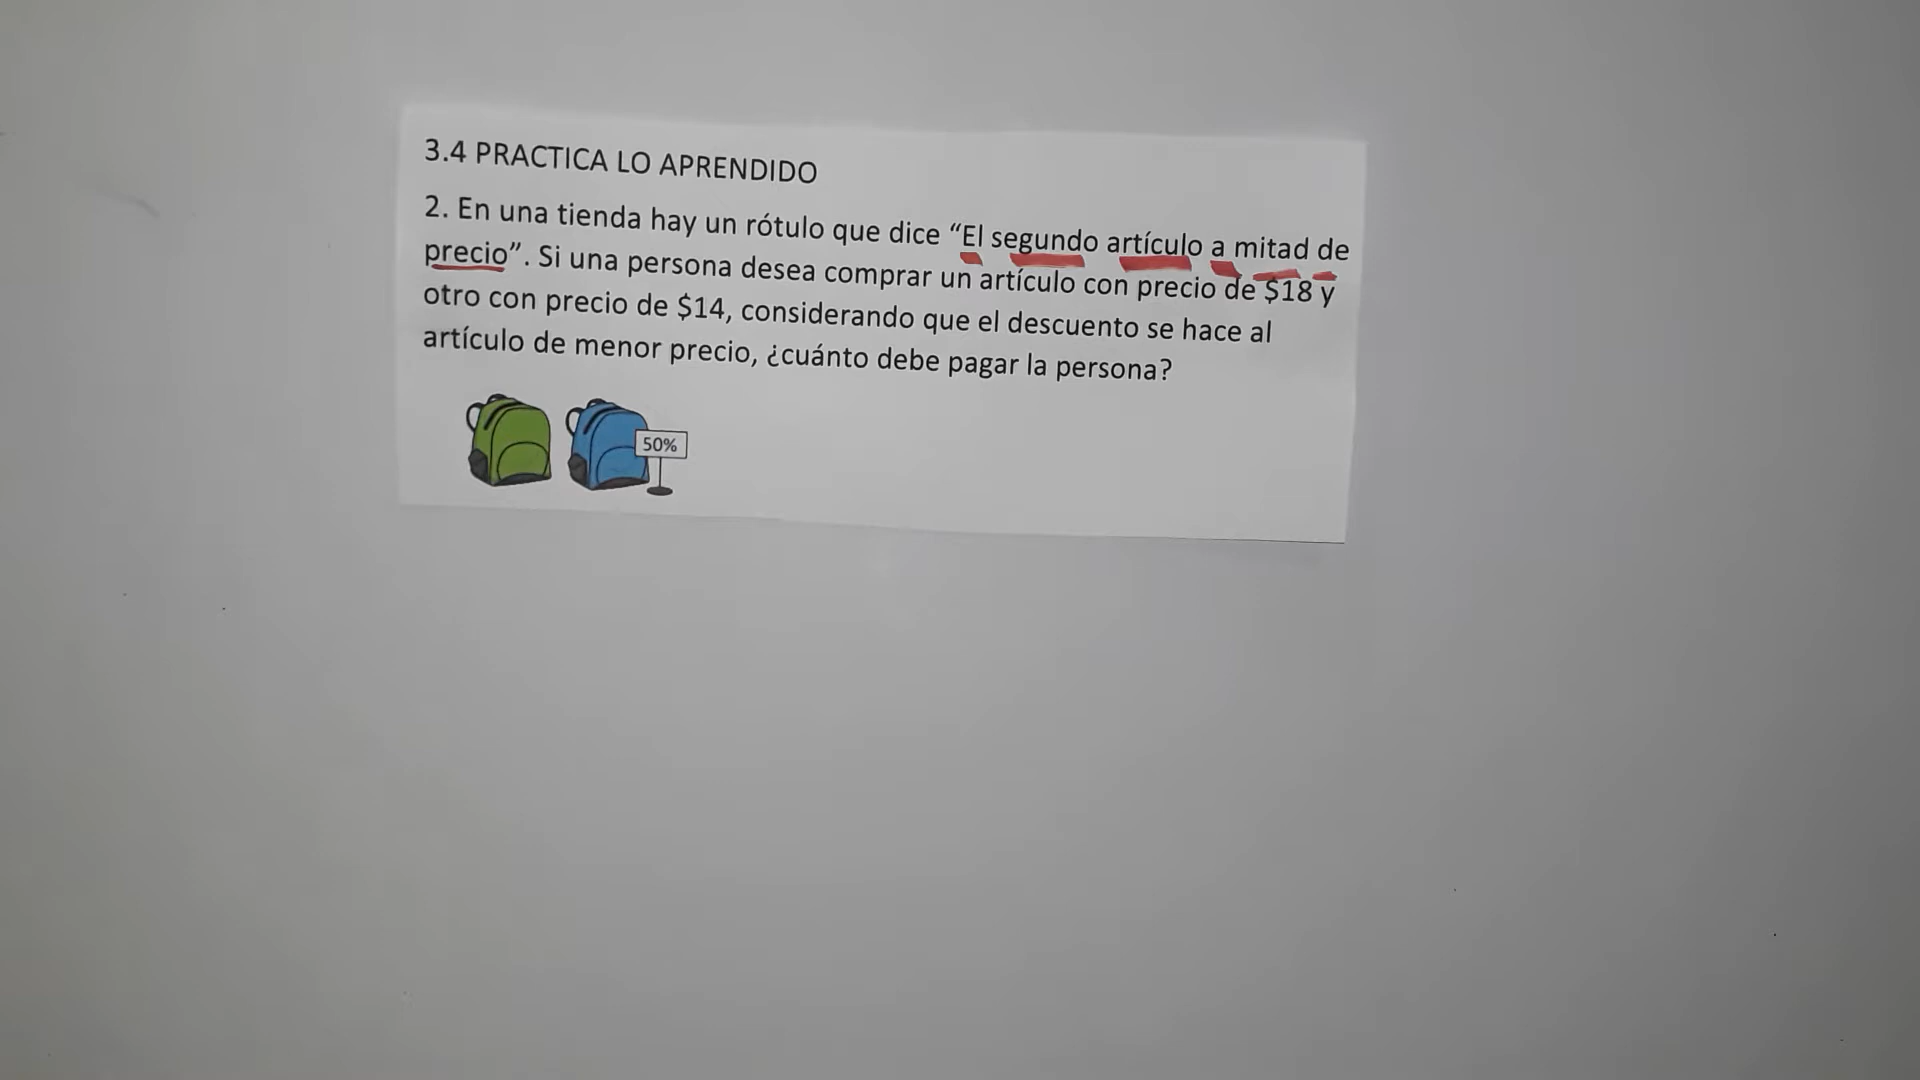 3.4 PRACTICA LO APRENDIDO
2. En una tienda hay un rótulo que dice “El segundo artículo a mitad de
precio”. Si una persona desea comprar un artículo con precio de $18 y
otro con precio de $14, considerando que el descuento se hace al
artículo de menor precio, ¿cuánto debe pagar la persona?
50%